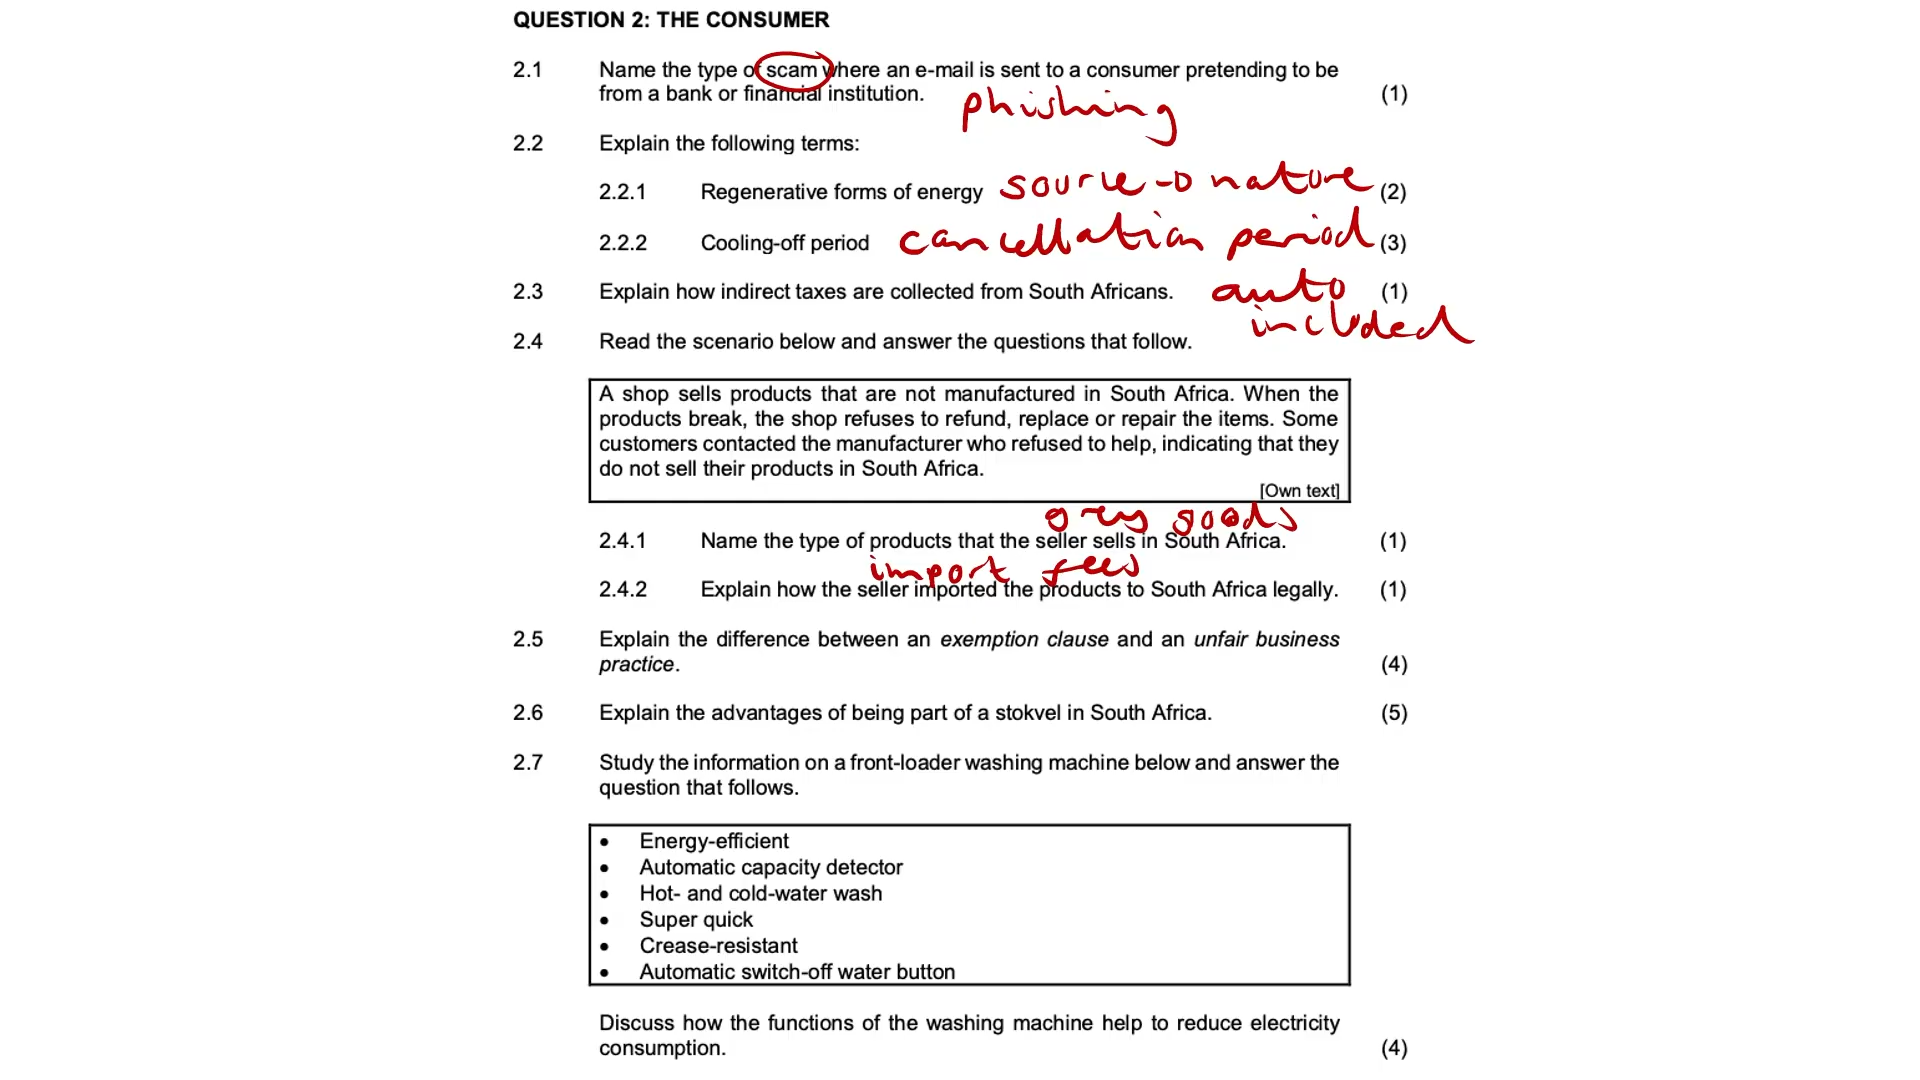 QUESTION 2: THE CONSUMER
2.1 Name the type of scam where an e-mail is sent to a consumer pretending to be
from a bank or financial institution. (1)
phishing
2.2 Explain the following terms:
2.2.1 Regenerative forms of energy source → nature (2)
2.2.2 Cooling-off period cancellation period (3)
2.3 Explain how indirect taxes are collected from South Africans. auto (1)
included
2.4 Read the scenario below and answer the questions that follow.
A shop sells products that are not manufactured in South Africa. When the
products break, the shop refuses to refund, replace or repair the items. Some
customers contacted the manufacturer who refused to help, indicating that they
do not sell their products in South Africa.
[Own text]
grey goods
2.4.1 Name the type of products that the seller sells in South Africa. (1)
import fees
2.4.2 Explain how the seller imported the products to South Africa legally. (1)
2.5 Explain the difference between an exemption clause and an unfair business
practice. (4)
2.6 Explain the advantages of being part of a stokvel in South Africa. (5)
2.7 Study the information on a front-loader washing machine below and answer the
question that follows.
• Energy-efficient
• Automatic capacity detector
• Hot- and cold-water wash
• Super quick
• Crease-resistant
• Automatic switch-off water button
Discuss how the functions of the washing machine help to reduce electricity
consumption. (4)